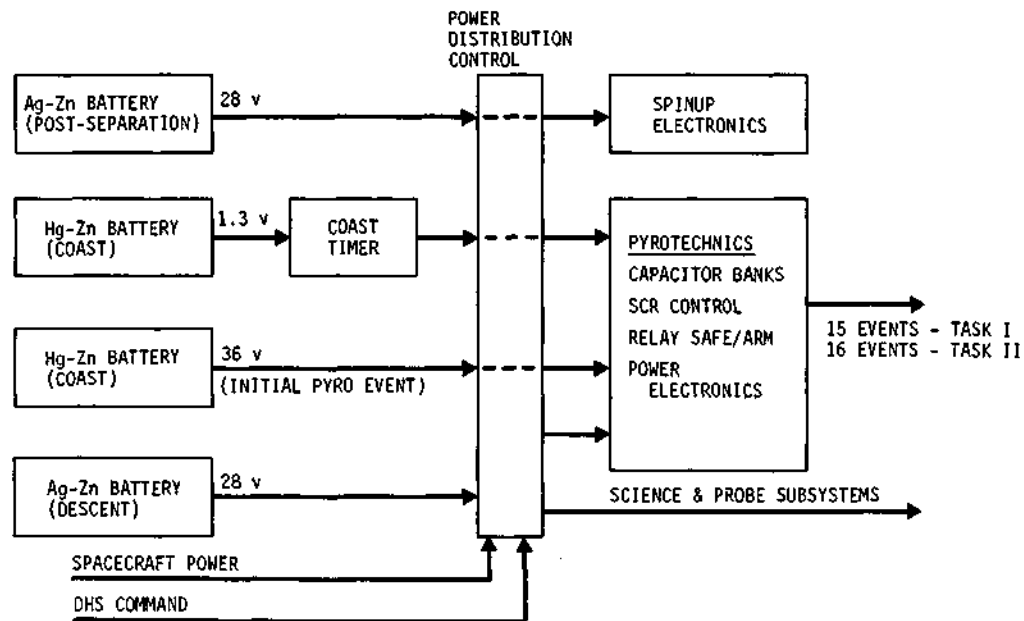 POWER
DISTRIBUTION
CONTROL
Ag-Zn BATTERY
(POST-SEPARATION)
28 v
SPINUP
ELECTRONICS
Hg-Zn BATTERY
(COAST)
1.3 v
COAST
TIMER
PYROTECHNICS
CAPACITOR BANKS
SCR CONTROL
RELAY SAFE/ARM
POWER
ELECTRONICS
15 EVENTS - TASK I
16 EVENTS - TASK II
Hg-Zn BATTERY
(COAST)
36 v
(INITIAL PYRO EVENT)
Ag-Zn BATTERY
(DESCENT)
28 v
SCIENCE & PROBE SUBSYSTEMS
SPACECRAFT POWER
DHS COMMAND